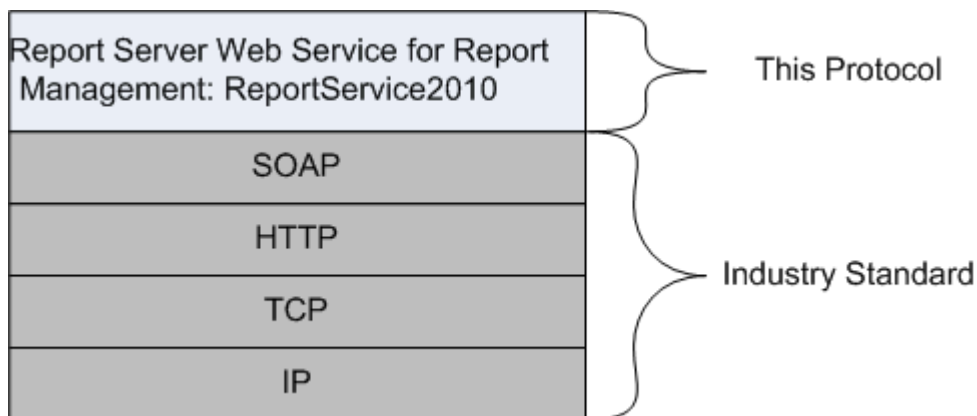 Report Server Web Service for Report
Management: ReportService2010
This Protocol
SOAP
HTTP
TCP
IP
Industry Standard